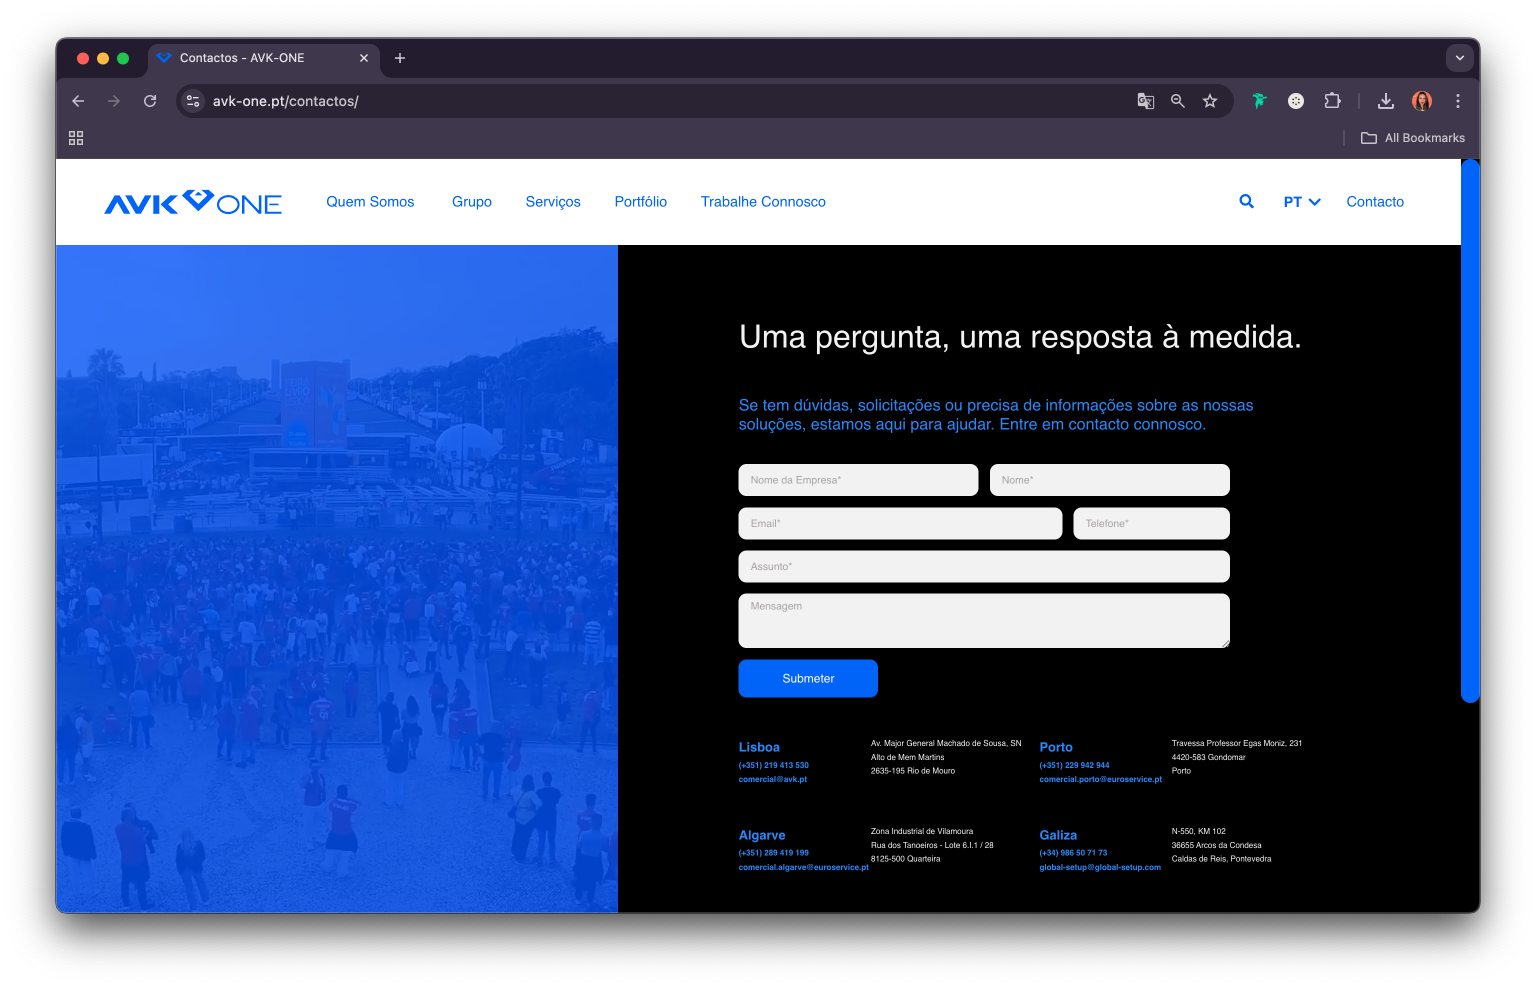 Contactos - AVK-ONE
avk-one.pt/contactos/
All Bookmarks
AVK ONE
Quem Somos
Grupo
Serviços
Portfólio
Trabalhe Connosco
PT
Contacto
Uma pergunta, uma resposta à medida.
Se tem dúvidas, solicitações ou precisa de informações sobre as nossas
soluções, estamos aqui para ajudar. Entre em contacto connosco.
Nome da Empresa*
Nome*
Email*
Telefone*
Assunto*
Mensagem
Submeter
Lisboa
(+351) 219 413 530
comercial@avk.pt
Av. Major General Machado de Sousa, SN
Alto de Mem Martins
2635-195 Rio de Mouro
Porto
(+351) 229 942 944
comercial.porto@euroservice.pt
Travessa Professor Egas Moniz, 231
4420-583 Gondomar
Porto
Algarve
(+351) 289 419 199
comercial.algarve@euroservice.pt
Zona Industrial de Vilamoura
Rua dos Tanoeiros - Lote 6.I.1 / 28
8125-500 Quarteira
Galiza
(+34) 986 50 71 73
global-setup@global-setup.com
N-550, KM 102
36655 Arcos da Condesa
Caldas de Reis, Pontevedra